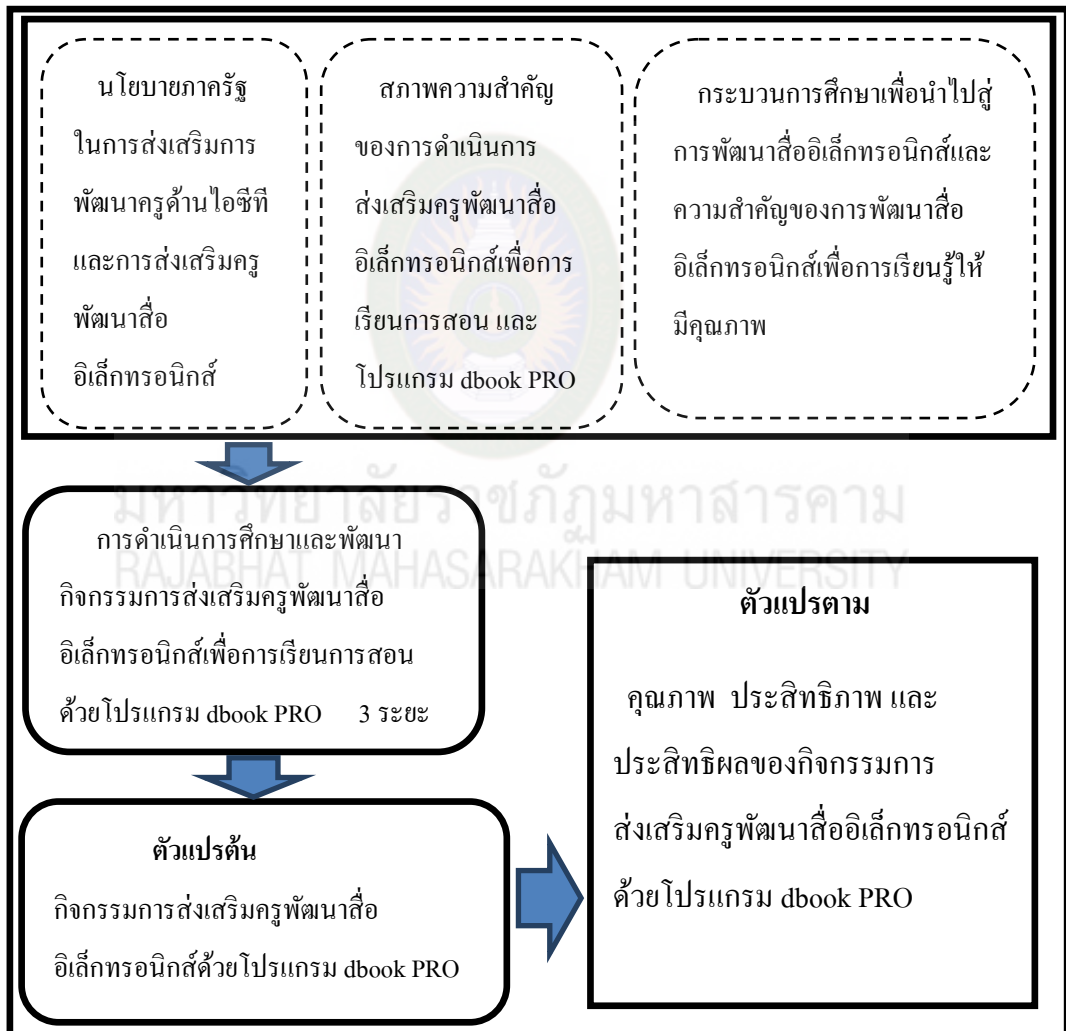 นโยบายภาครัฐ
ในการส่งเสริมการ
พัฒนาครูด้านไอซีที
และการส่งเสริมครู
พัฒนาสื่อ
อิเล็กทรอนิกส์
สภาพความสำคัญ
ของการดำเนินการ
ส่งเสริมครูพัฒนาสื่อ
อิเล็กทรอนิกส์เพื่อการ
เรียนการสอน และ
โปรแกรม dbook PRO
กระบวนการศึกษาเพื่อนำไปสู่
การพัฒนาสื่ออิเล็กทรอนิกส์และ
ความสำคัญของการพัฒนาสื่อ
อิเล็กทรอนิกส์เพื่อการเรียนรู้ให้
มีคุณภาพ
มหาวิทยาลัยราชภัฏมหาสารคาม
RAJABHAT MAHASARAKHAM UNIVERSITY
การดำเนินการศึกษาและพัฒนา
กิจกรรมการส่งเสริมครูพัฒนาสื่อ
อิเล็กทรอนิกส์เพื่อการเรียนการสอน
ด้วยโปรแกรม dbook PRO 3 ระยะ
ตัวแปรต้น
กิจกรรมการส่งเสริมครูพัฒนาสื่อ
อิเล็กทรอนิกส์ด้วยโปรแกรม dbook PRO
ตัวแปรตาม
คุณภาพ ประสิทธิภาพ และ
ประสิทธิผลของกิจกรรมการ
ส่งเสริมครูพัฒนาสื่ออิเล็กทรอนิกส์
ด้วยโปรแกรม dbook PRO